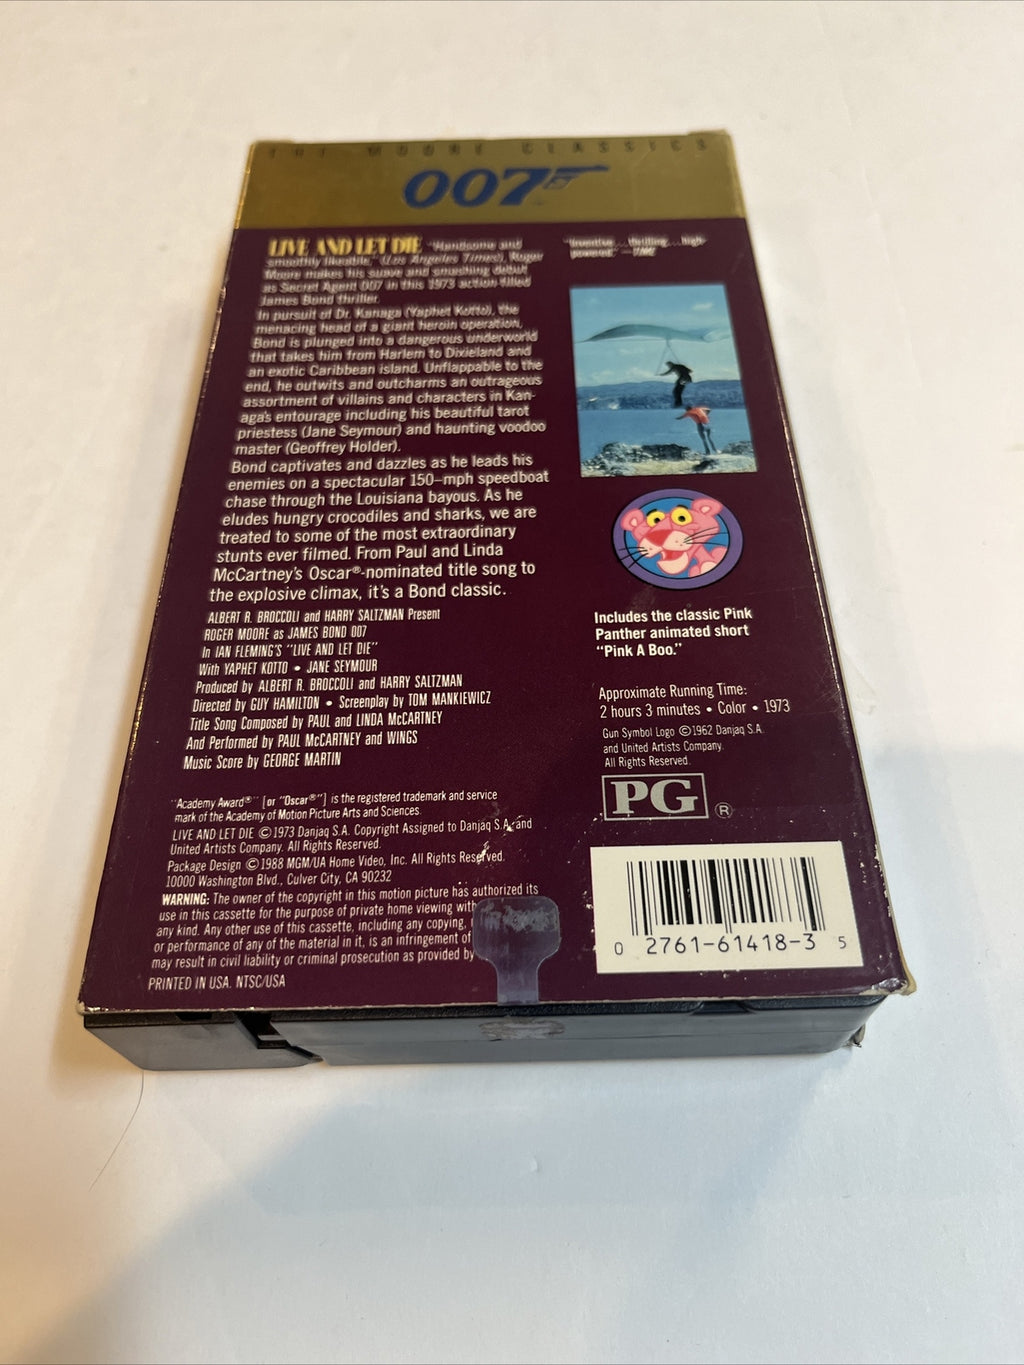 THE MOORE CLASSICS
007
LIVE AND LET DIE "Handsome and
smoothly likeable," (Los Angeles Times), Roger
Moore makes his suave and smashing debut
as Secret Agent 007 in this 1973 action-filled
James Bond thriller.
In pursuit of Dr. Kanaga (Yaphet Kotto), the
menacing head of a giant heroin operation,
Bond is plunged into a dangerous underworld
that takes him from Harlem to Dixieland and
an exotic Caribbean island. Unflappable to the
end, he outwits and outcharms an outrageous
assortment of villains and characters in Kan-
aga's entourage including his beautiful tarot
priestess (Jane Seymour) and haunting voodoo
master (Geoffrey Holder).
Bond captivates and dazzles as he leads his
enemies on a spectacular 150-mph speedboat
chase through the Louisiana bayous. As he
eludes hungry crocodiles and sharks, we are
treated to some of the most extraordinary
stunts ever filmed. From Paul and Linda
McCartney's Oscar®-nominated title song to
the explosive climax, it's a Bond classic.
ALBERT R. BROCCOLI and HARRY SALTZMAN Present
ROGER MOORE as JAMES BOND 007
In IAN FLEMING'S "LIVE AND LET DIE"
With YAPHET KOTTO • JANE SEYMOUR
Produced by ALBERT R. BROCCOLI and HARRY SALTZMAN
Directed by GUY HAMILTON • Screenplay by TOM MANKIEWICZ
Title Song Composed by PAUL and LINDA McCARTNEY
And Performed by PAUL McCARTNEY and WINGS
Music Score by GEORGE MARTIN
"Academy Award®" [or "Oscar®"] is the registered trademark and service
mark of the Academy of Motion Picture Arts and Sciences.
LIVE AND LET DIE ©1973 Danjaq S.A. Copyright Assigned to Danjaq S.A. and
United Artists Company. All Rights Reserved.
Package Design ©1988 MGM/UA Home Video, Inc. All Rights Reserved.
10000 Washington Blvd., Culver City, CA 90232
WARNING: The owner of the copyright in this motion picture has authorized its
use in this cassette for the purpose of private home viewing with
any kind. Any other use of this cassette, including any copying,
or performance of any of the material in it, is an infringement of
may result in civil liability or criminal prosecution as provided by
PRINTED IN USA. NTSC/USA
"Inventive...thrilling...high-
powered." —TIME
Includes the classic Pink
Panther animated short
"Pink A Boo."
Approximate Running Time:
2 hours 3 minutes • Color • 1973
Gun Symbol Logo ©1962 Danjaq S.A.
and United Artists Company.
All Rights Reserved.
PG ®
0 2761-61418-3 5